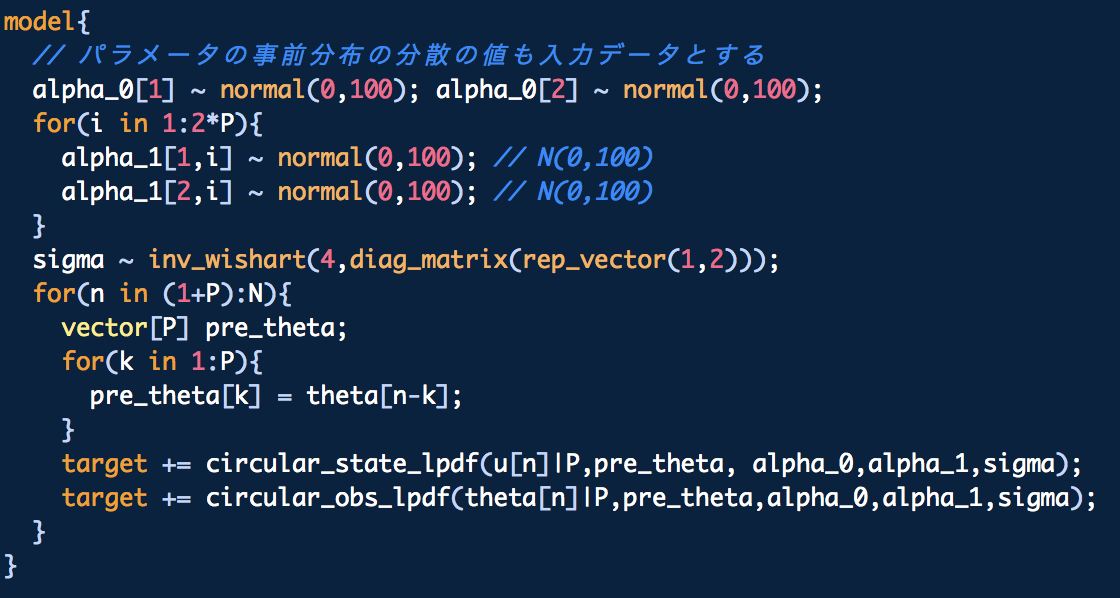 model{
  // パラメータの事前分布の分散の値も入力データとする
  alpha_0[1] ~ normal(0,100); alpha_0[2] ~ normal(0,100);
  for(i in 1:2*P){
    alpha_1[1,i] ~ normal(0,100); // N(0,100)
    alpha_1[2,i] ~ normal(0,100); // N(0,100)
  }
  sigma ~ inv_wishart(4,diag_matrix(rep_vector(1,2)));
  for(n in (1+P):N){
    vector[P] pre_theta;
    for(k in 1:P){
      pre_theta[k] = theta[n-k];
    }
    target += circular_state_lpdf(u[n]|P,pre_theta, alpha_0,alpha_1,sigma);
    target += circular_obs_lpdf(theta[n]|P,pre_theta,alpha_0,alpha_1,sigma);
  }
}